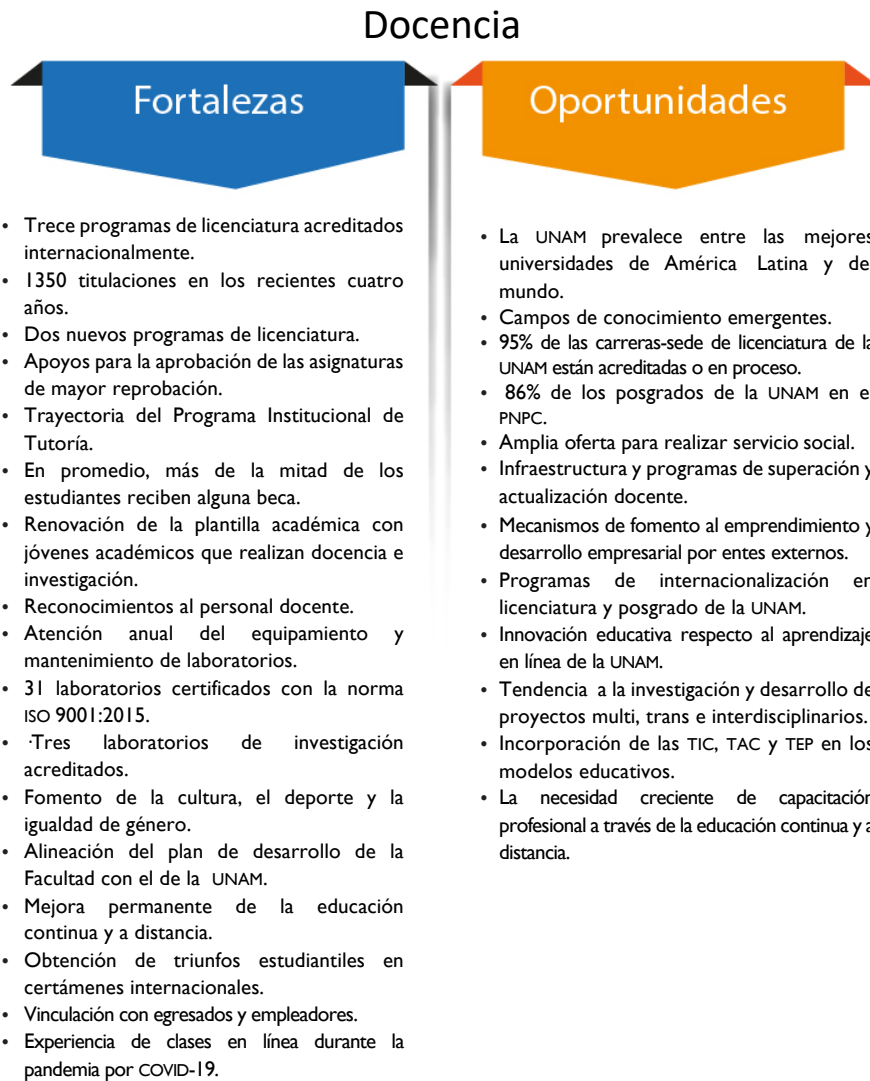 Docencia
Fortalezas
• Trece programas de licenciatura acreditados
internacionalmente.
• 1350 titulaciones en los recientes cuatro
años.
• Dos nuevos programas de licenciatura.
• Apoyos para la aprobación de las asignaturas
de mayor reprobación.
• Trayectoria del Programa Institucional de
Tutoría.
• En promedio, más de la mitad de los
estudiantes reciben alguna beca.
• Renovación de la plantilla académica con
jóvenes académicos que realizan docencia e
investigación.
• Reconocimientos al personal docente.
• Atención anual del equipamiento y
mantenimiento de laboratorios.
• 31 laboratorios certificados con la norma
ISO 9001:2015.
• ·Tres laboratorios de investigación
acreditados.
• Fomento de la cultura, el deporte y la
igualdad de género.
• Alineación del plan de desarrollo de la
Facultad con el de la UNAM.
• Mejora permanente de la educación
continua y a distancia.
• Obtención de triunfos estudiantiles en
certámenes internacionales.
• Vinculación con egresados y empleadores.
• Experiencia de clases en línea durante la
pandemia por COVID-19.
Oportunidades
• La UNAM prevalece entre las mejores
universidades de América Latina y de
mundo.
• Campos de conocimiento emergentes.
• 95% de las carreras-sede de licenciatura de la
UNAM están acreditadas o en proceso.
• 86% de los posgrados de la UNAM en e
PNPC.
• Amplia oferta para realizar servicio social.
• Infraestructura y programas de superación y
actualización docente.
• Mecanismos de fomento al emprendimiento y
desarrollo empresarial por entes externos.
• Programas de internacionalización en
licenciatura y posgrado de la UNAM.
• Innovación educativa respecto al aprendizaje
en línea de la UNAM.
• Tendencia a la investigación y desarrollo de
proyectos multi, trans e interdisciplinarios.
• Incorporación de las TIC, TAC y TEP en los
modelos educativos.
• La necesidad creciente de capacitación
profesional a través de la educación continua y a
distancia.